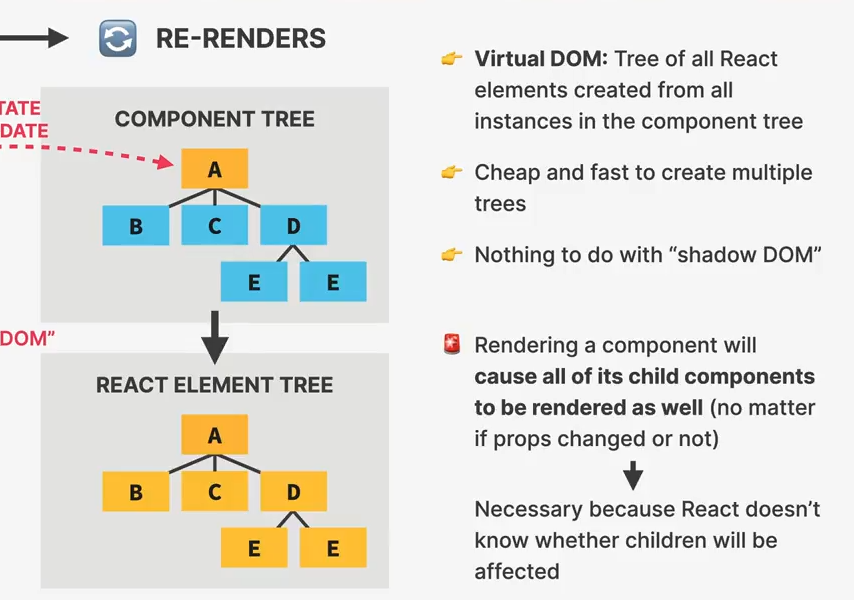 RE-RENDERS
TATE
DATE
COMPONENT TREE
A
B C D
E E
DOM”
REACT ELEMENT TREE
A
B C D
E E
Virtual DOM: Tree of all React
elements created from all
instances in the component tree
Cheap and fast to create multiple
trees
Nothing to do with “shadow DOM”
Rendering a component will
cause all of its child components
to be rendered as well (no matter
if props changed or not)
Necessary because React doesn’t
know whether children will be
affected